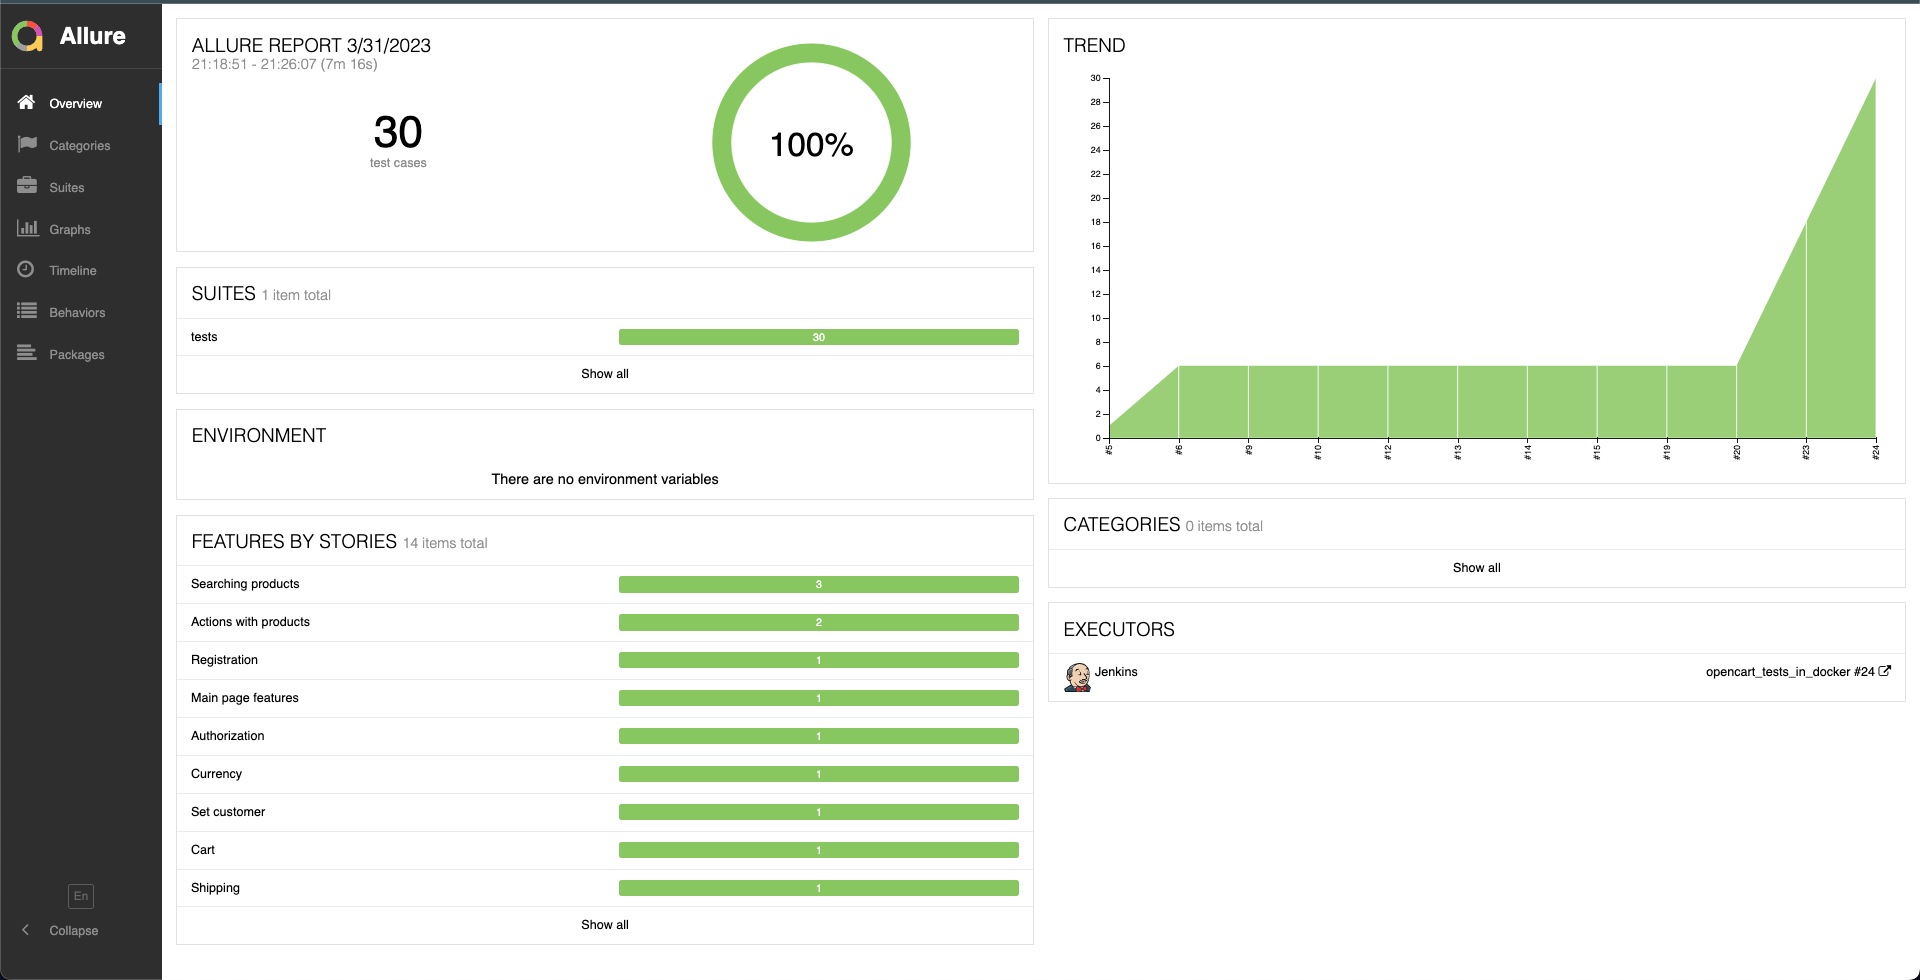 Allure
Overview
Categories
Suites
Graphs
Timeline
Behaviors
Packages
En
Collapse
ALLURE REPORT 3/31/2023
21:18:51 - 21:26:07 (7m 16s)
30
test cases
100%
SUITES 1 item total
tests 30
Show all
ENVIRONMENT
There are no environment variables
FEATURES BY STORIES 14 items total
Searching products 3
Actions with products 2
Registration 1
Main page features 1
Authorization 1
Currency 1
Set customer 1
Cart 1
Shipping 1
Show all
TREND
30
28
26
24
22
20
18
16
14
12
10
8
6
4
2
0
#5 #6 #9 #10 #12 #13 #14 #15 #19 #20 #23 #24
CATEGORIES 0 items total
Show all
EXECUTORS
Jenkins opencart_tests_in_docker #24